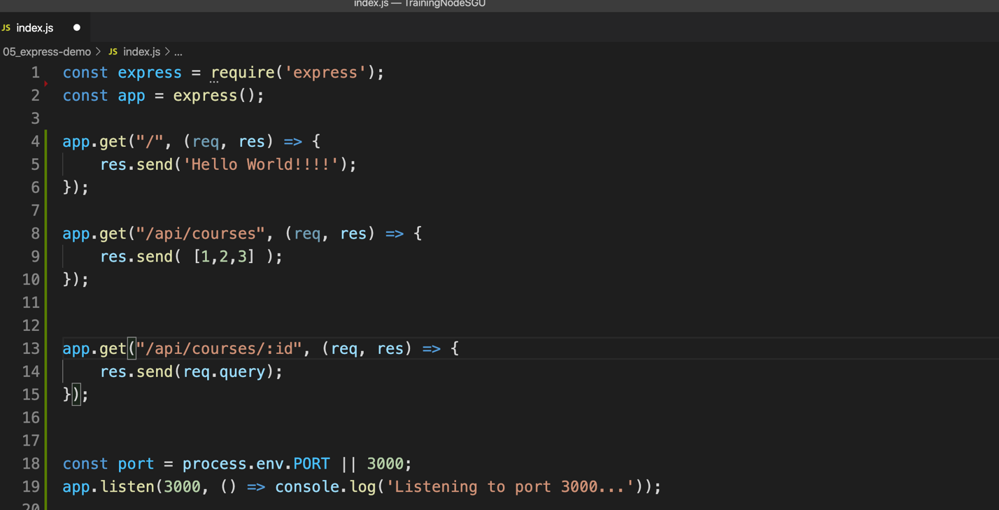 index.js — TrainingNodeSGU
JS index.js
05_express-demo > JS index.js > ...
1 const express = require('express');
2 const app = express();
3
4 app.get("/", (req, res) => {
5 res.send('Hello World!!!!');
6 });
7
8 app.get("/api/courses", (req, res) => {
9 res.send( [1,2,3] );
10 });
11
12
13 app.get("/api/courses/:id", (req, res) => {
14 res.send(req.query);
15 });
16
17
18 const port = process.env.PORT || 3000;
19 app.listen(3000, () => console.log('Listening to port 3000...'));
20